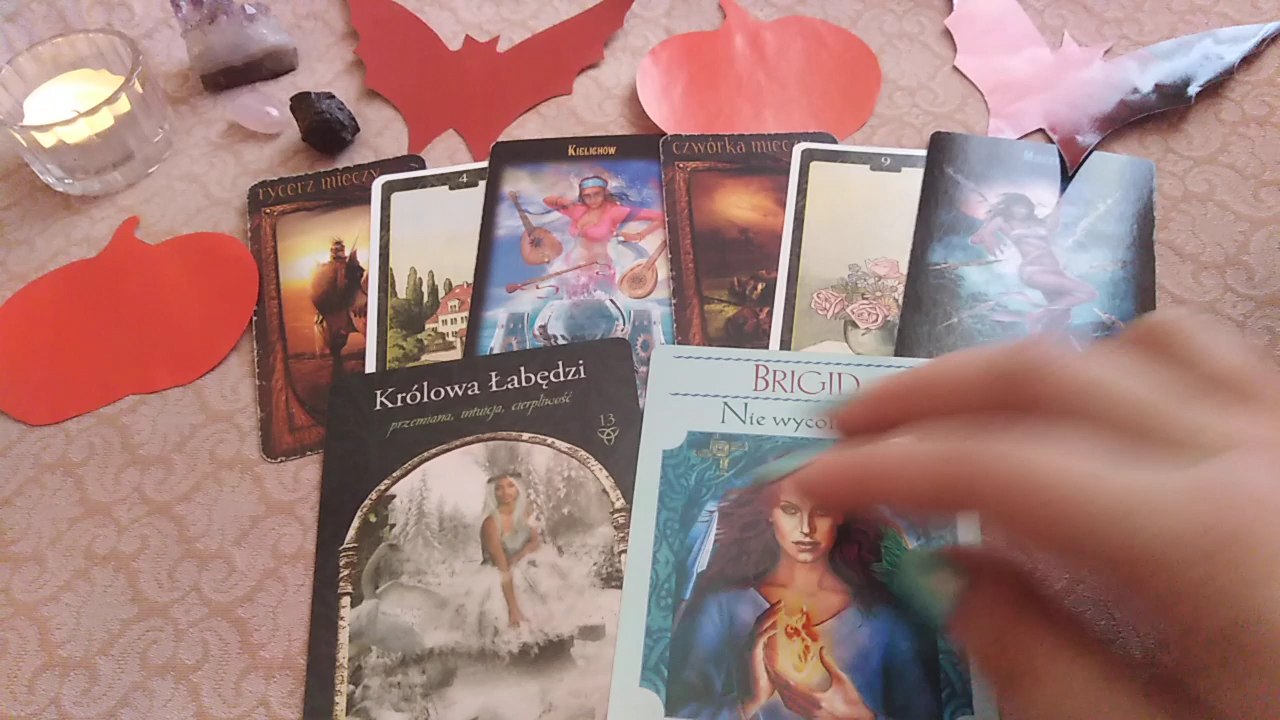 rycerz mieczy
4
Kielichów
czwórka miecz
9
Królowa Łabędzi
przemiana, intuicja, cierpliwość
13
BRIGID
Nie wyco